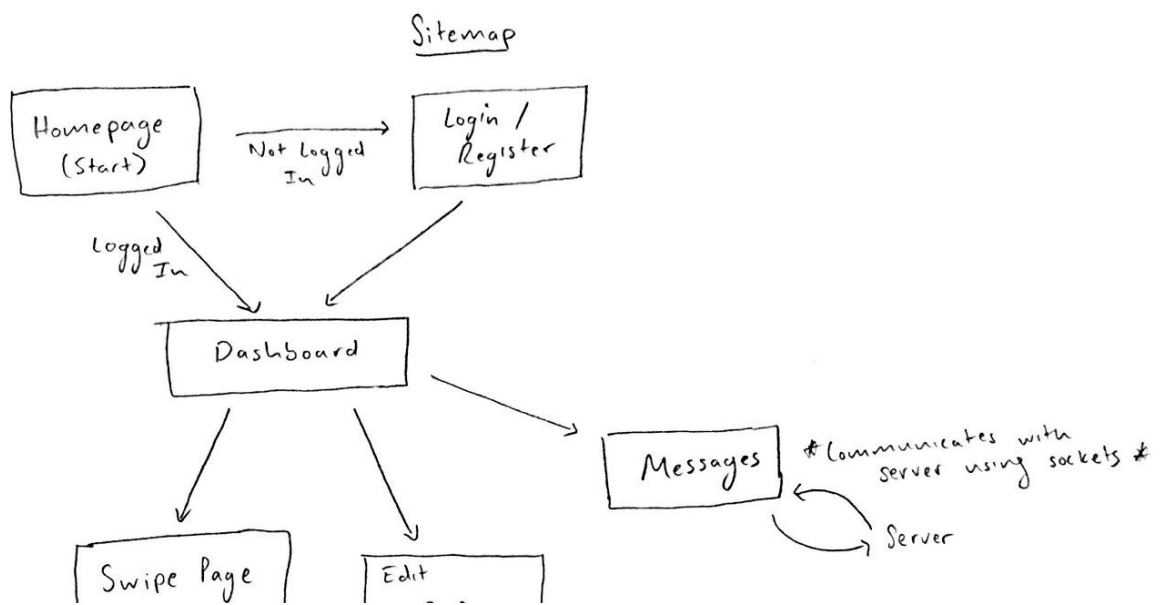 Sitemap
Homepage
(Start)
Not Logged
In
Login /
Register
Logged
In
Dashboard
Messages
*Communicates with
server using sockets*
Server
Swipe Page
Edit